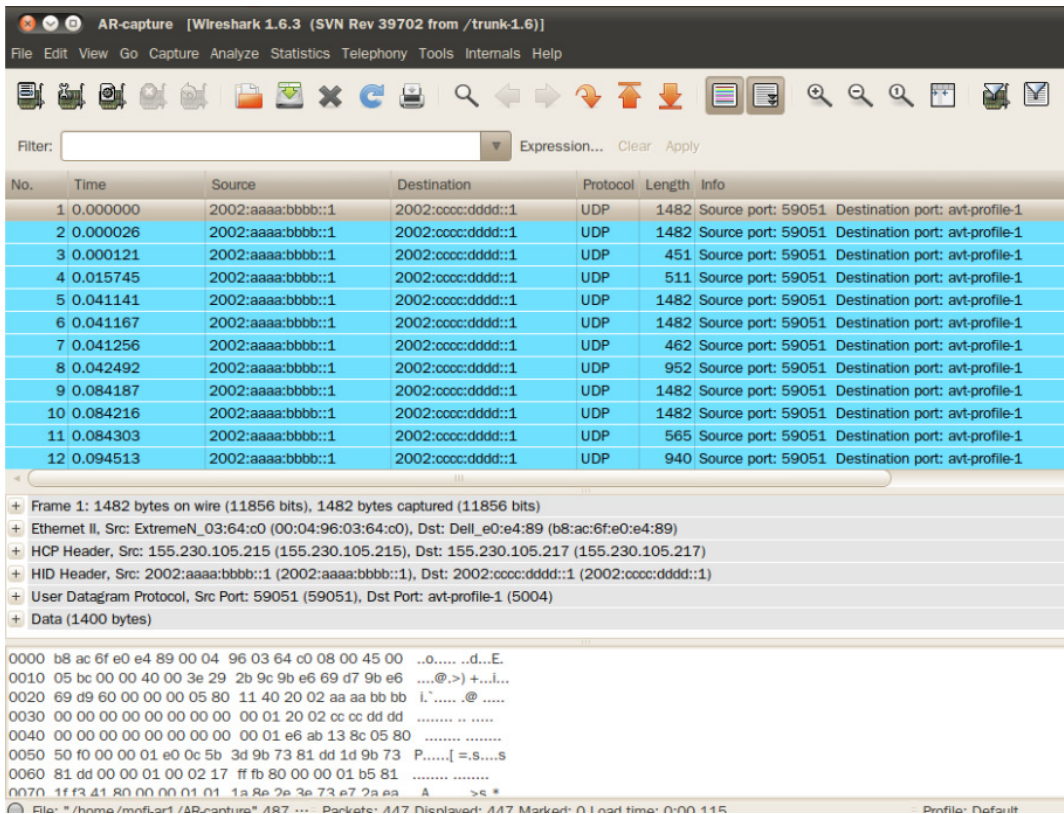 AR-capture [Wireshark 1.6.3 (SVN Rev 39702 from /trunk-1.6)]
File Edit View Go Capture Analyze Statistics Telephony Tools Internals Help
Filter: Expression... Clear Apply
No. Time Source Destination Protocol Length Info
1 0.000000 2002:aaaa:bbbb::1 2002:cccc:dddd::1 UDP 1482 Source port: 59051 Destination port: avt-profile-1
2 0.000026 2002:aaaa:bbbb::1 2002:cccc:dddd::1 UDP 1482 Source port: 59051 Destination port: avt-profile-1
3 0.000121 2002:aaaa:bbbb::1 2002:cccc:dddd::1 UDP 451 Source port: 59051 Destination port: avt-profile-1
4 0.015745 2002:aaaa:bbbb::1 2002:cccc:dddd::1 UDP 511 Source port: 59051 Destination port: avt-profile-1
5 0.041141 2002:aaaa:bbbb::1 2002:cccc:dddd::1 UDP 1482 Source port: 59051 Destination port: avt-profile-1
6 0.041167 2002:aaaa:bbbb::1 2002:cccc:dddd::1 UDP 1482 Source port: 59051 Destination port: avt-profile-1
7 0.041256 2002:aaaa:bbbb::1 2002:cccc:dddd::1 UDP 462 Source port: 59051 Destination port: avt-profile-1
8 0.042492 2002:aaaa:bbbb::1 2002:cccc:dddd::1 UDP 952 Source port: 59051 Destination port: avt-profile-1
9 0.084187 2002:aaaa:bbbb::1 2002:cccc:dddd::1 UDP 1482 Source port: 59051 Destination port: avt-profile-1
10 0.084216 2002:aaaa:bbbb::1 2002:cccc:dddd::1 UDP 1482 Source port: 59051 Destination port: avt-profile-1
11 0.084303 2002:aaaa:bbbb::1 2002:cccc:dddd::1 UDP 565 Source port: 59051 Destination port: avt-profile-1
12 0.094513 2002:aaaa:bbbb::1 2002:cccc:dddd::1 UDP 940 Source port: 59051 Destination port: avt-profile-1
Frame 1: 1482 bytes on wire (11856 bits), 1482 bytes captured (11856 bits)
Ethernet II, Src: ExtremeN_03:64:c0 (00:04:96:03:64:c0), Dst: Dell_e0:e4:89 (b8:ac:6f:e0:e4:89)
HCP Header, Src: 155.230.105.215 (155.230.105.215), Dst: 155.230.105.217 (155.230.105.217)
HID Header, Src: 2002:aaaa:bbbb::1 (2002:aaaa:bbbb::1), Dst: 2002:cccc:dddd::1 (2002:cccc:dddd::1)
User Datagram Protocol, Src Port: 59051 (59051), Dst Port: avt-profile-1 (5004)
Data (1400 bytes)
0000 b8 ac 6f e0 e4 89 00 04 96 03 64 c0 08 00 45 00 ..o..... ..d...E.
0010 05 bc 00 00 40 00 3e 29 2b 9c 9b e6 69 d7 9b e6 ....@.>) +...i...
0020 69 d9 60 00 00 00 05 80 11 40 20 02 aa aa bb bb i.`..... .@ .....
0030 00 00 00 00 00 00 00 00 00 01 20 02 cc cc dd dd ........ .. .....
0040 00 00 00 00 00 00 00 00 00 01 e6 ab 13 8c 05 80 ........ ........
0050 50 f0 00 00 01 e0 0c 5b 3d 9b 73 81 dd 1d 9b 73 P......[ =.s....s
0060 81 dd 00 00 01 00 02 17 ff fb 80 00 00 01 b5 81 ........ ........
0070 1f f3 41 80 00 00 01 01 1a 8e 2e 3e 73 e7 2a ea ..A..... ...>s.*.
File: "/home/mofi-ar1/AR-capture" 487 ... Packets: 447 Displayed: 447 Marked: 0 Load time: 0:00.115 Profile: Default